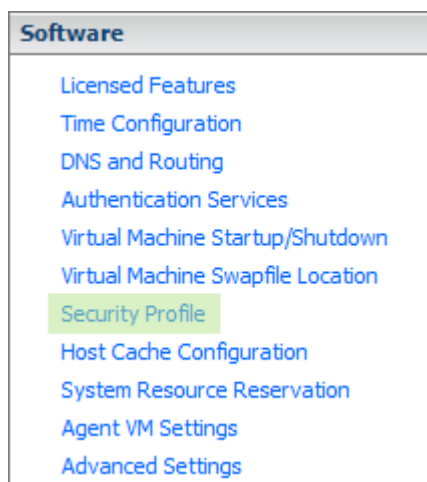 Software
Licensed Features
Time Configuration
DNS and Routing
Authentication Services
Virtual Machine Startup/Shutdown
Virtual Machine Swapfile Location
Security Profile
Host Cache Configuration
System Resource Reservation
Agent VM Settings
Advanced Settings